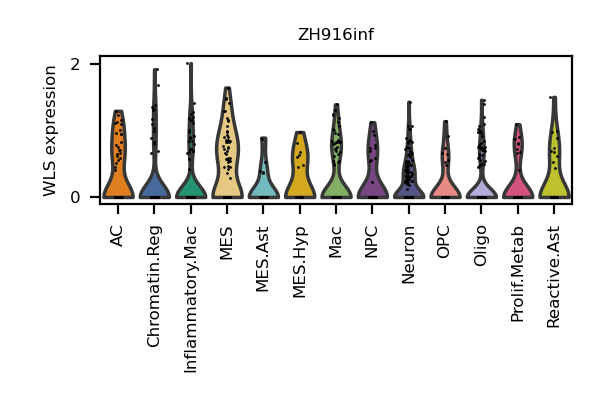 ZH916inf
WLS expression
2
0
AC
Chromatin.Reg
Inflammatory.Mac
MES
MES.Ast
MES.Hyp
Mac
NPC
Neuron
OPC
Oligo
Prolif.Metab
Reactive.Ast